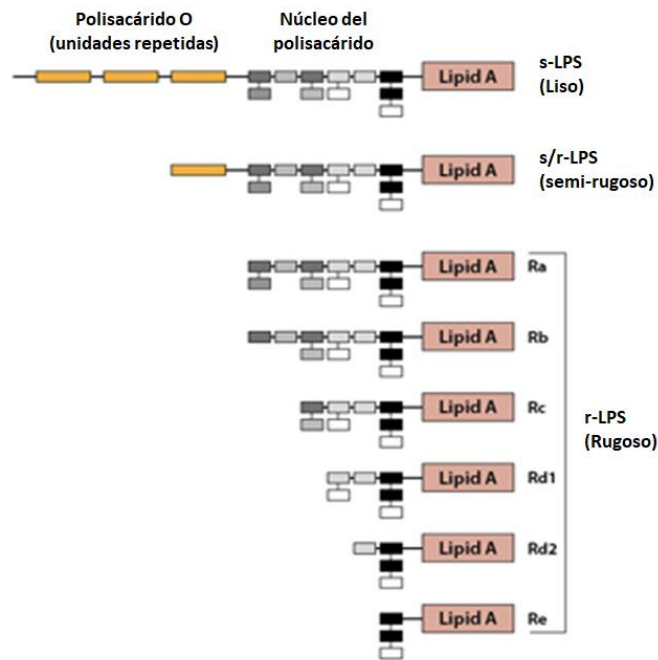 Polisacárido O
(unidades repetidas)
Núcleo del
polisacárido
Lipid A
s-LPS
(Liso)
Lipid A
s/r-LPS
(semi-rugoso)
Lipid A
Ra
Lipid A
Rb
Lipid A
Rc
r-LPS
(Rugoso)
Lipid A
Rd1
Lipid A
Rd2
Lipid A
Re